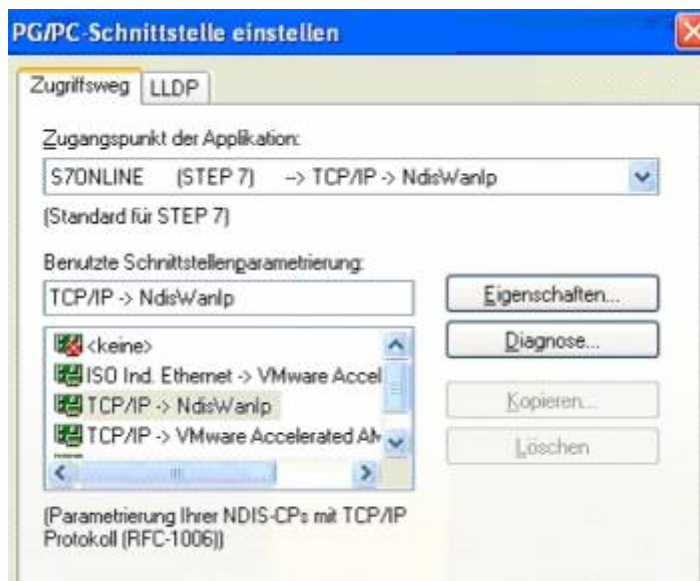 PG/PC-Schnittstelle einstellen
Zugriffsweg LLDP
Zugangspunkt der Applikation:
S7ONLINE (STEP 7) --> TCP/IP -> NdisWanIp
(Standard für STEP 7)
Benutzte Schnittstellenparametrierung:
TCP/IP -> NdisWanIp
Eigenschaften...
Diagnose...
<keine>
ISO Ind. Ethernet -> VMware Accel
TCP/IP -> NdisWanIp
TCP/IP -> VMware Accelerated AM
Kopieren...
Löschen
(Parametrierung Ihrer NDIS-CPs mit TCP/IP
Protokoll (RFC-1006))